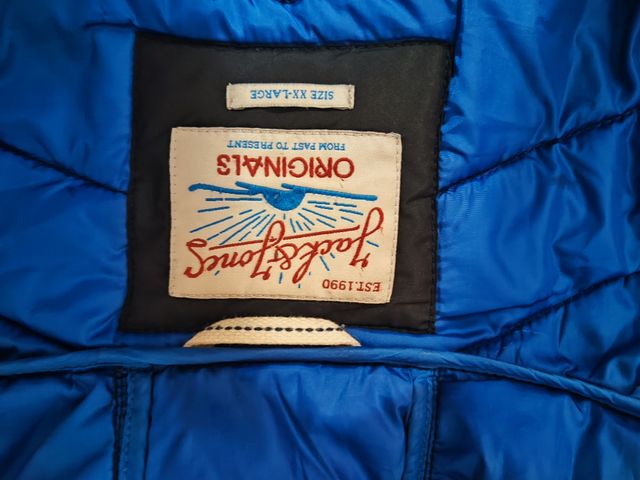 EST.1990
Jack & Jones
ORIGINALS
FROM PAST TO PRESENT
SIZE XX-LARGE